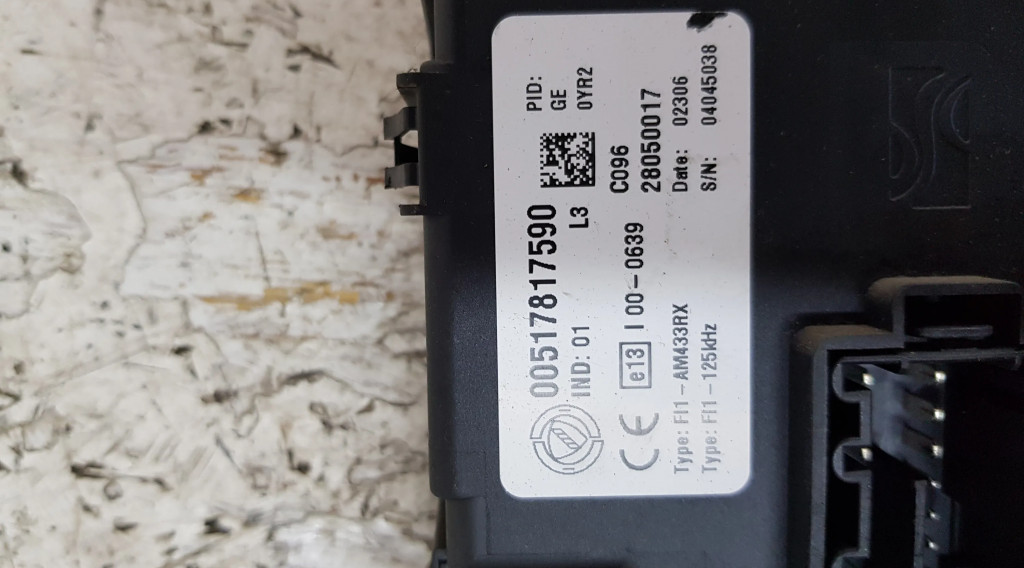 00517817590
IND: 01 L3
PID:
GE
0YR2
CE e13 I 00-0639 C096
28050017
Type: FI1-AM433RX Date: 02306
Type: FI1-125kHz S/N: 04045038